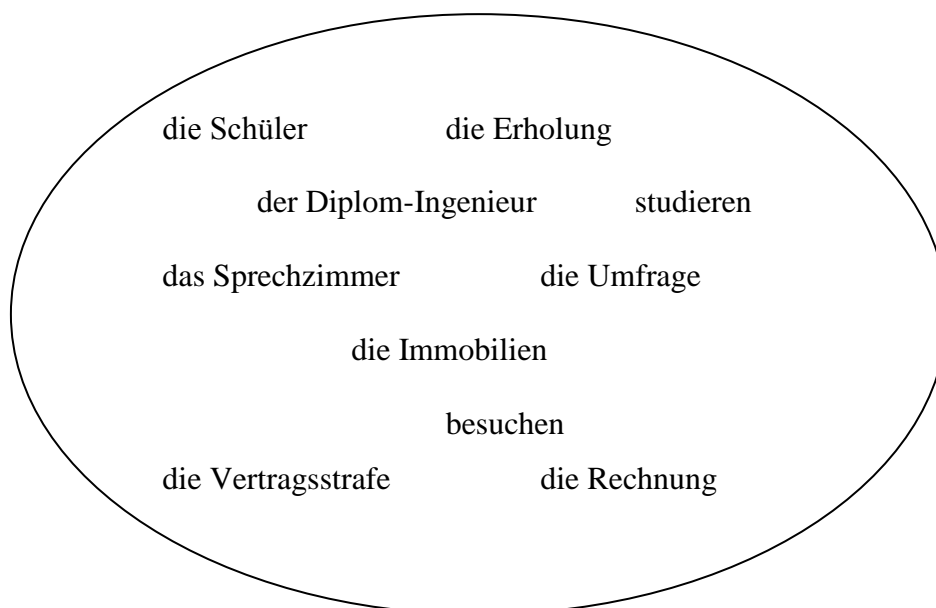 die Schüler die Erholung
der Diplom-Ingenieur studieren
das Sprechzimmer die Umfrage
die Immobilien
besuchen
die Vertragsstrafe die Rechnung